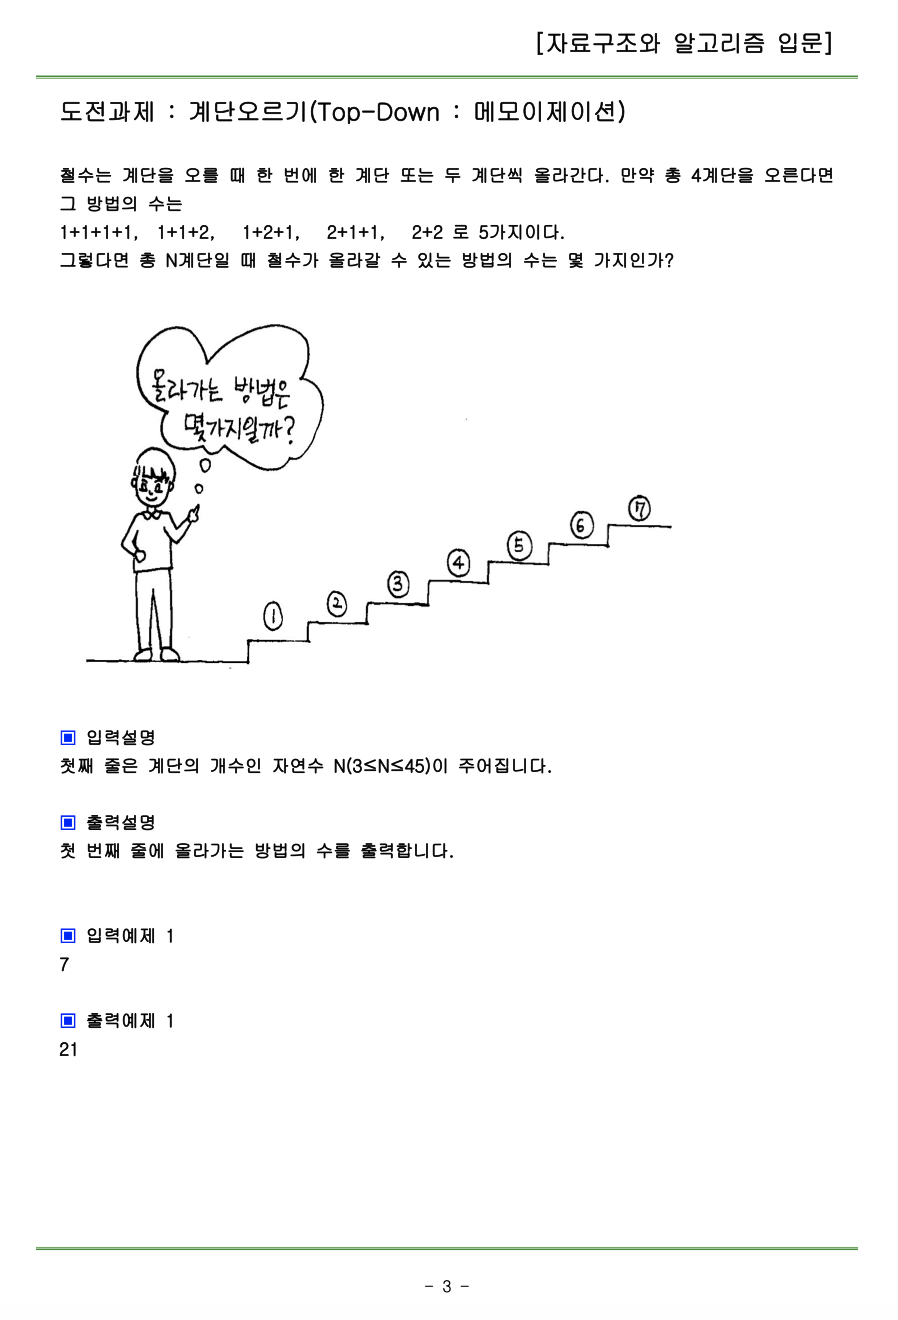 [자료구조와 알고리즘 입문]
도전과제 : 계단오르기(Top-Down : 메모이제이션)
철수는 계단을 오를 때 한 번에 한 계단 또는 두 계단씩 올라간다. 만약 총 4계단을 오른다면
그 방법의 수는
1+1+1+1, 1+1+2, 1+2+1, 2+1+1, 2+2 로 5가지이다.
그렇다면 총 N계단일 때 철수가 올라갈 수 있는 방법의 수는 몇 가지인가?
올라가는 방법은
몇가지일까?
① ② ③ ④ ⑤ ⑥ ⑦
▣ 입력설명
첫째 줄은 계단의 개수인 자연수 N(3≤N≤45)이 주어집니다.
▣ 출력설명
첫 번째 줄에 올라가는 방법의 수를 출력합니다.
▣ 입력예제 1
7
▣ 출력예제 1
21
- 3 -